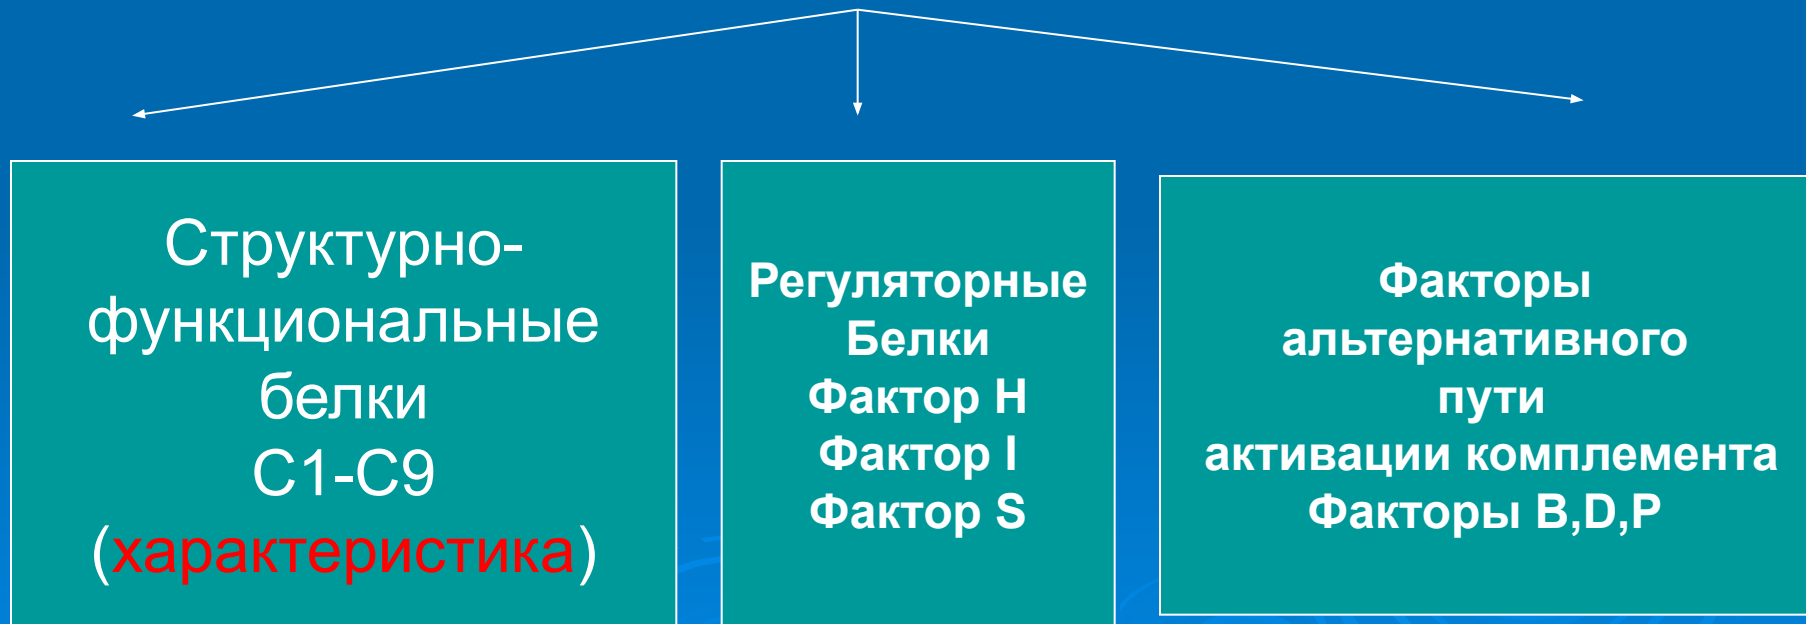 Структурно-
функциональные
белки
С1-С9
(характеристика)
Регуляторные
Белки
Фактор H
Фактор I
Фактор S
Факторы
альтернативного
пути
активации комплемента
Факторы B,D,P